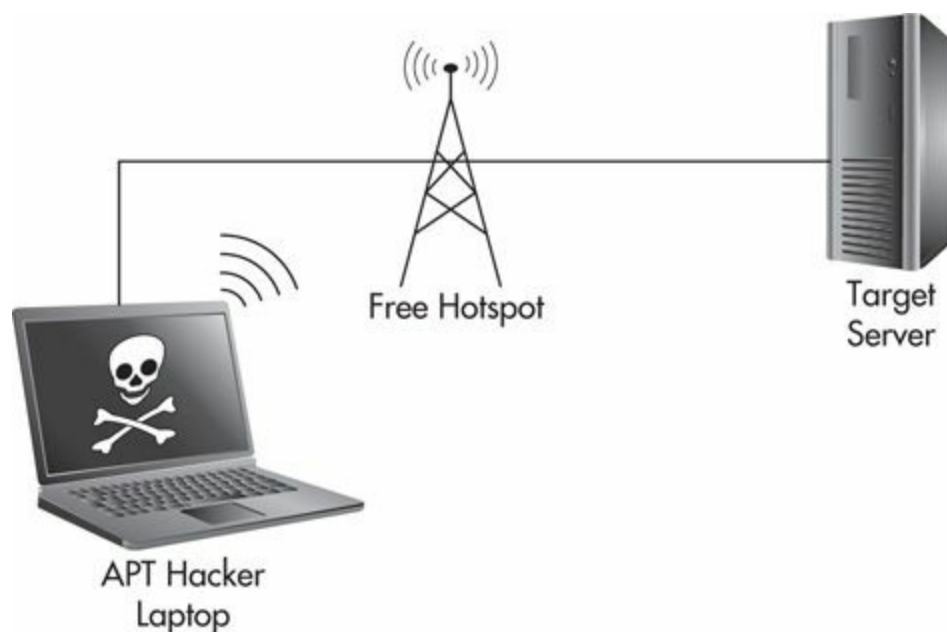 Free Hotspot
Target
Server
APT Hacker
Laptop